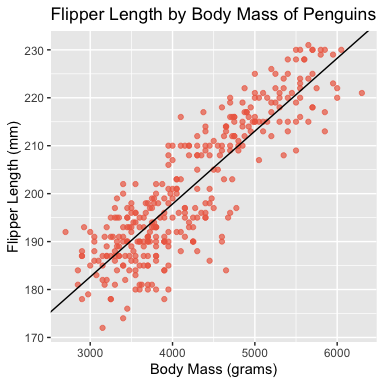 Flipper Length by Body Mass of Penguins
230
220
210
200
190
180
170
Flipper Length (mm)
3000 4000 5000 6000
Body Mass (grams)